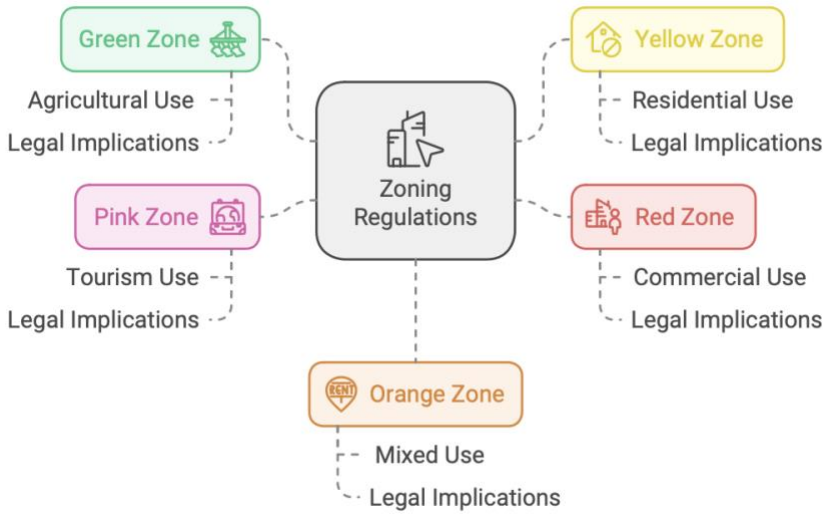 Green Zone
Agricultural Use
Legal Implications
Pink Zone
Tourism Use
Legal Implications
Zoning
Regulations
Yellow Zone
Residential Use
Legal Implications
Red Zone
Commercial Use
Legal Implications
RENT
Orange Zone
Mixed Use
Legal Implications